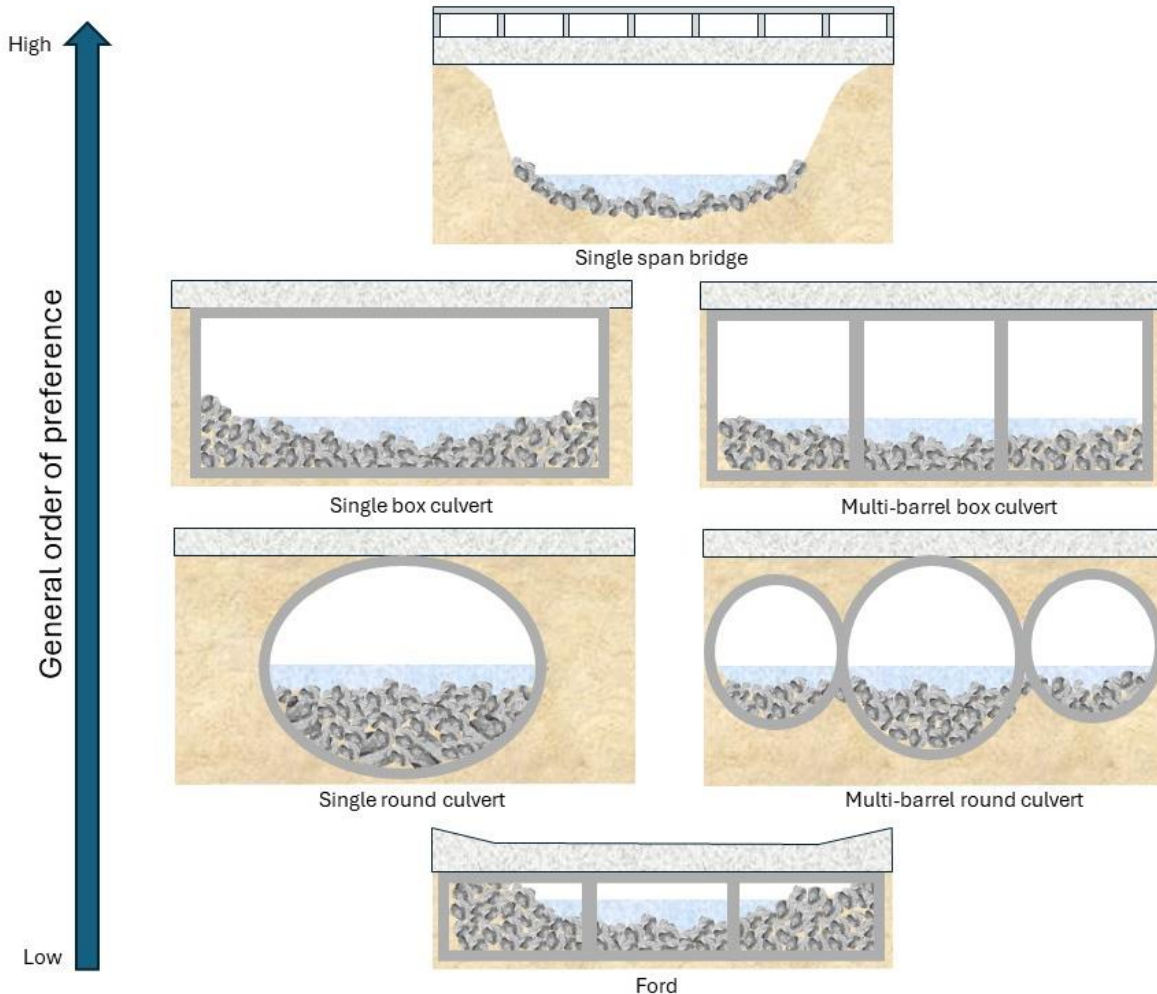 High
General order of preference
Low
Single span bridge
Single box culvert
Multi-barrel box culvert
Single round culvert
Multi-barrel round culvert
Ford